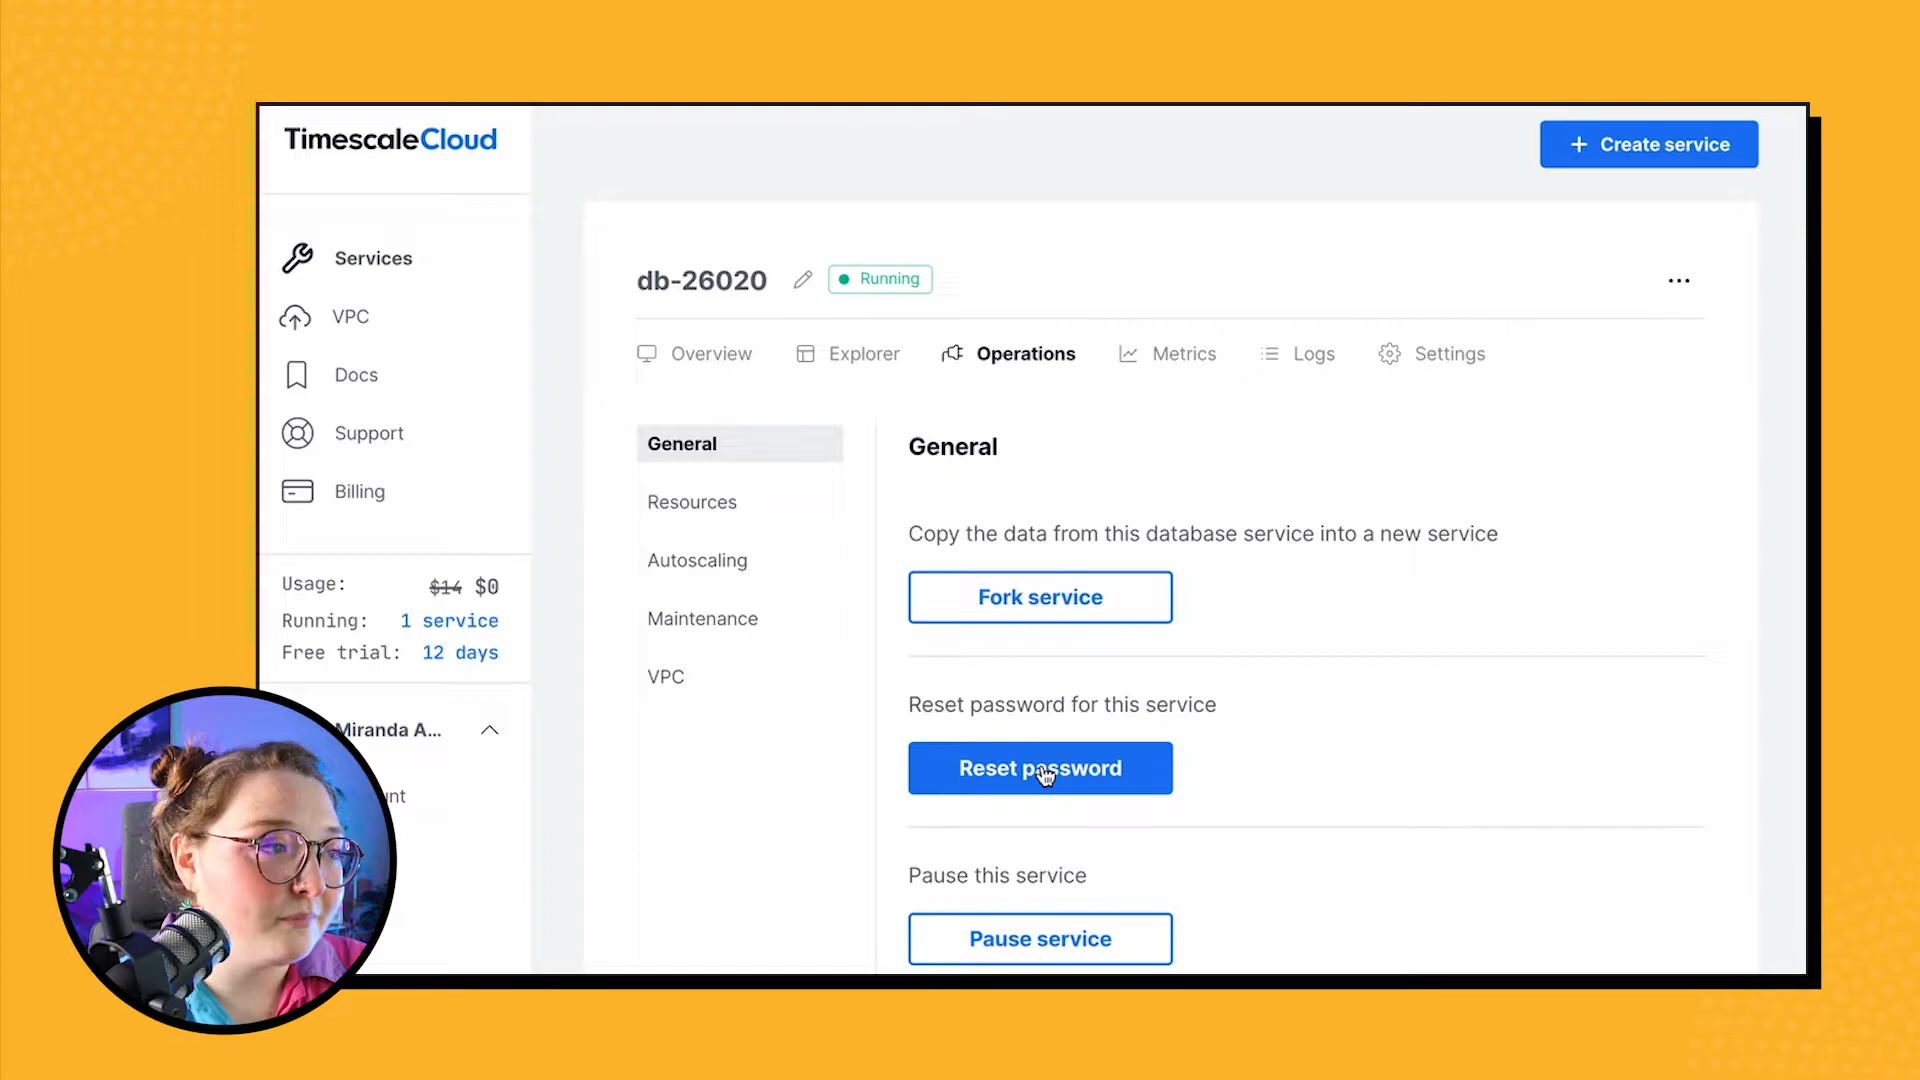 TimescaleCloud
+ Create service
Services
VPC
Docs
Support
Billing
Usage: $14 $0
Running: 1 service
Free trial: 12 days
Miranda A...
nt
db-26020
Running
...
Overview
Explorer
Operations
Metrics
Logs
Settings
General
Resources
Autoscaling
Maintenance
VPC
General
Copy the data from this database service into a new service
Fork service
Reset password for this service
Reset password
Pause this service
Pause service